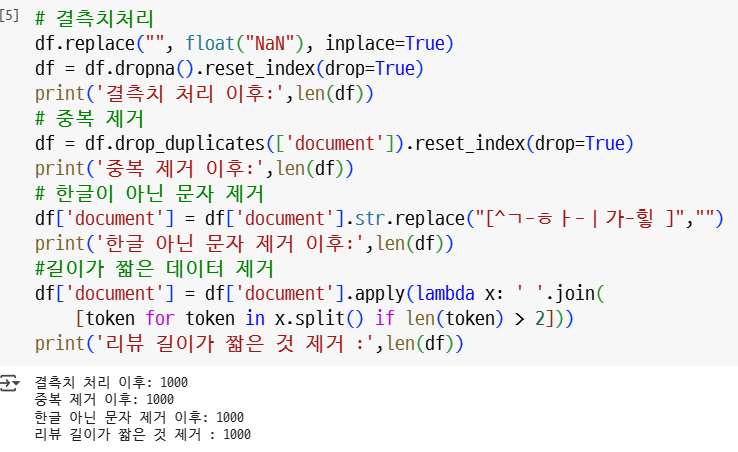 [5]
# 결측치처리
df.replace("", float("NaN"), inplace=True)
df = df.dropna().reset_index(drop=True)
print('결측치 처리 이후:',len(df))
# 중복 제거
df = df.drop_duplicates(['document']).reset_index(drop=True)
print('중복 제거 이후:',len(df))
# 한글이 아닌 문자 제거
df['document'] = df['document'].str.replace("[^ㄱ-ㅎㅏ-ㅣ가-힣 ]","")
print('한글 아닌 문자 제거 이후:',len(df))
#길이가 짧은 데이터 제거
df['document'] = df['document'].apply(lambda x: ' '.join(
    [token for token in x.split() if len(token) > 2]))
print('리뷰 길이가 짧은 것 제거 :',len(df))
결측치 처리 이후: 1000
중복 제거 이후: 1000
한글 아닌 문자 제거 이후: 1000
리뷰 길이가 짧은 것 제거 : 1000